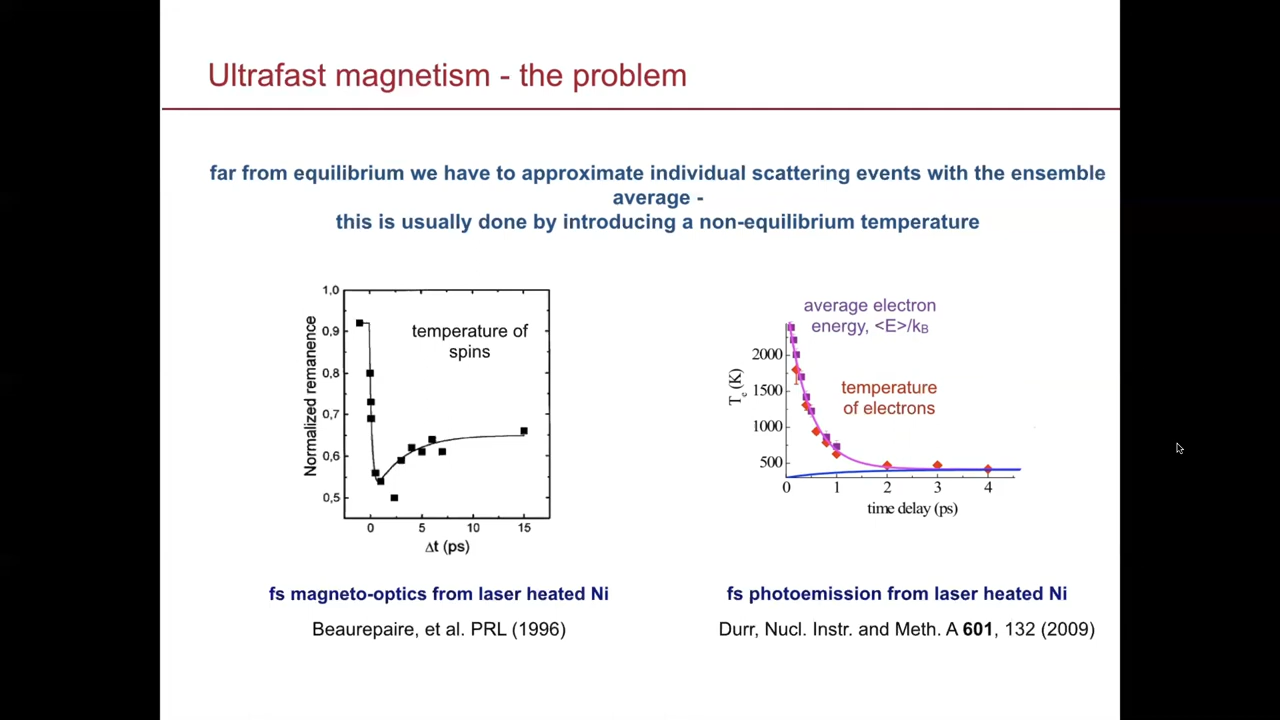 Ultrafast magnetism - the problem
far from equilibrium we have to approximate individual scattering events with the ensemble
average -
this is usually done by introducing a non-equilibrium temperature
1,0
0,9
0,8
0,7
0,6
0,5
Normalized remanence
temperature of
spins
0 5 10 15
Δt (ps)
average electron
energy, <E>/kB
temperature
of electrons
2000
1500
1000
500
Te (K)
0 1 2 3 4
time delay (ps)
fs magneto-optics from laser heated Ni
Beaurepaire, et al. PRL (1996)
fs photoemission from laser heated Ni
Durr, Nucl. Instr. and Meth. A 601, 132 (2009)